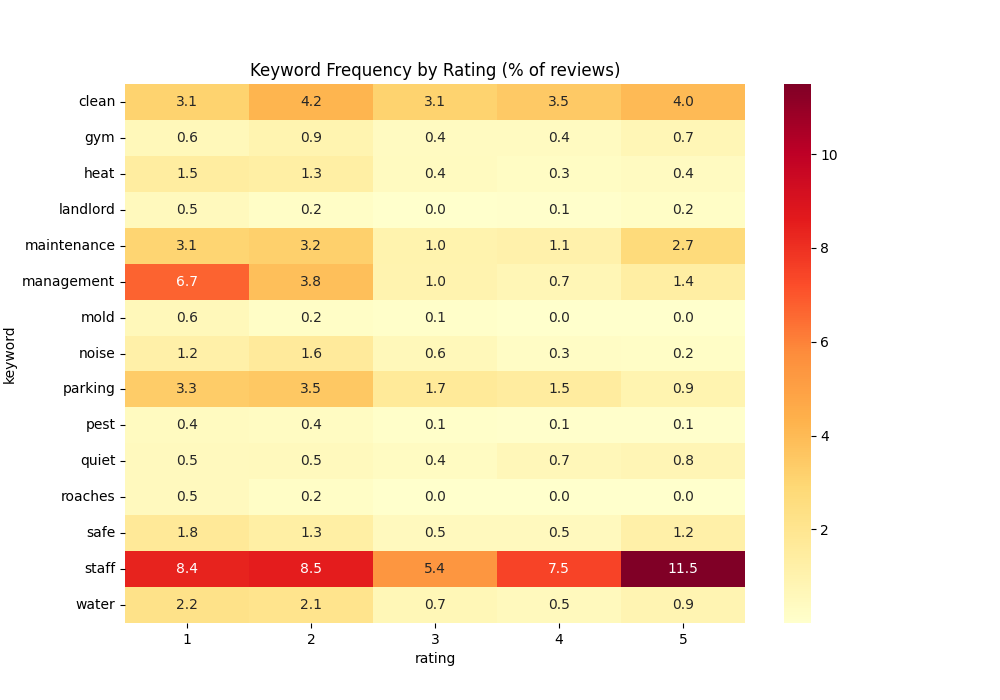 Keyword Frequency by Rating (% of reviews)
clean 3.1 4.2 3.1 3.5 4.0
gym 0.6 0.9 0.4 0.4 0.7
heat 1.5 1.3 0.4 0.3 0.4
landlord 0.5 0.2 0.0 0.1 0.2
maintenance 3.1 3.2 1.0 1.1 2.7
management 6.7 3.8 1.0 0.7 1.4
mold 0.6 0.2 0.1 0.0 0.0
noise 1.2 1.6 0.6 0.3 0.2
parking 3.3 3.5 1.7 1.5 0.9
pest 0.4 0.4 0.1 0.1 0.1
quiet 0.5 0.5 0.4 0.7 0.8
roaches 0.5 0.2 0.0 0.0 0.0
safe 1.8 1.3 0.5 0.5 1.2
staff 8.4 8.5 5.4 7.5 11.5
water 2.2 2.1 0.7 0.5 0.9
1 2 3 4 5
rating
keyword
10
8
6
4
2